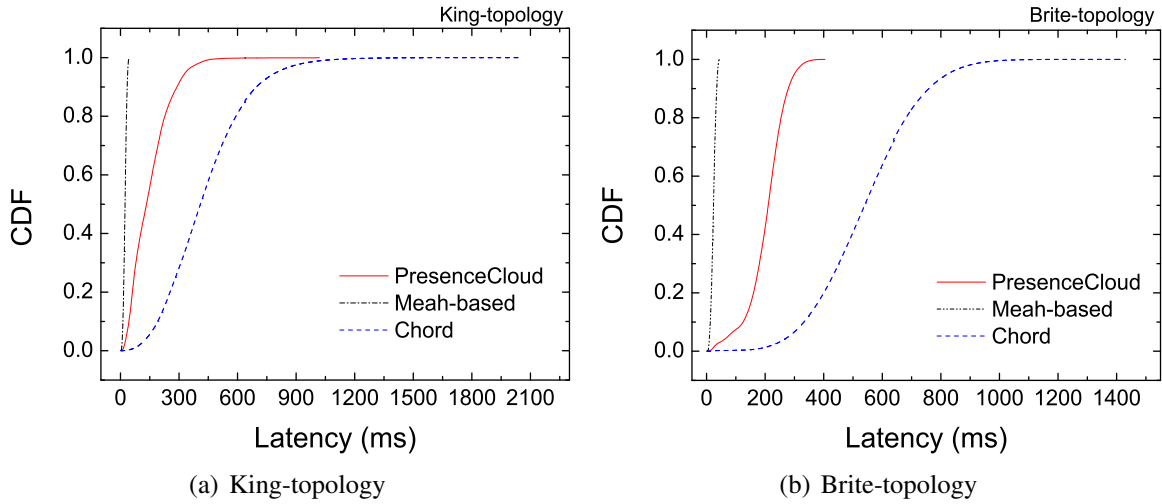 King-topology
CDF
1.0
0.8
0.6
0.4
0.2
0.0
PresenceCloud
Meah-based
Chord
0 300 600 900 1200 1500 1800 2100
Latency (ms)
(a) King-topology
Brite-topology
CDF
1.0
0.8
0.6
0.4
0.2
0.0
PresenceCloud
Meah-based
Chord
0 200 400 600 800 1000 1200 1400
Latency (ms)
(b) Brite-topology